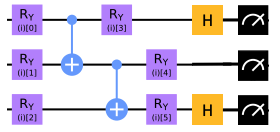 RY (i)[0] RY (i)[3] H
RY (i)[1] RY (i)[4]
RY (i)[2] RY (i)[5] H